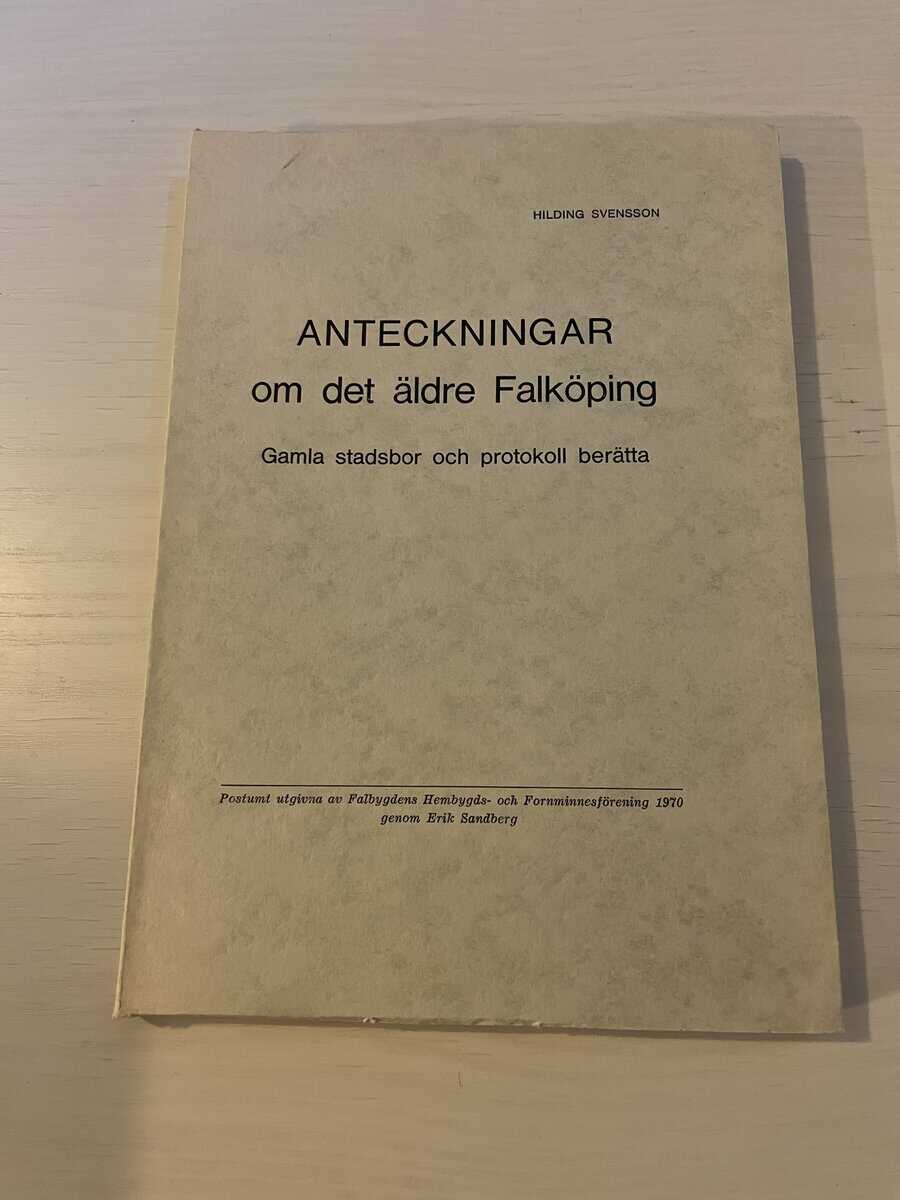 HILDING SVENSSON
ANTECKNINGAR
om det äldre Falköping
Gamla stadsbor och protokoll berätta
Postumt utgivna av Falbygdens Hembygds- och Fornminnesförening 1970
genom Erik Sandberg